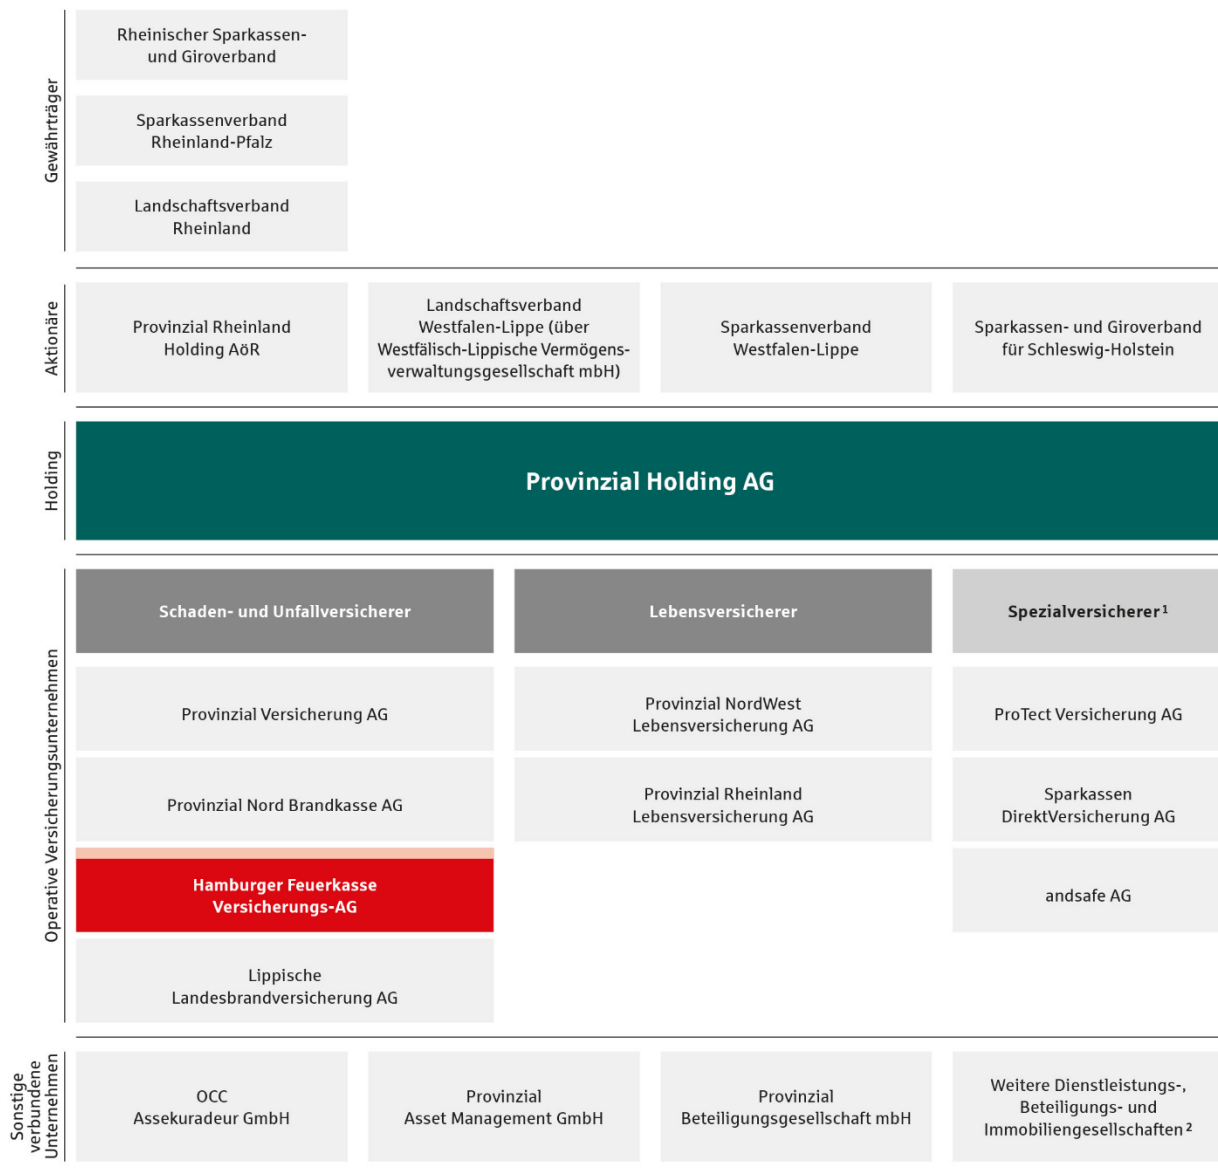 Gewährträger
Rheinischer Sparkassen-
und Giroverband
Sparkassenverband
Rheinland-Pfalz
Landschaftsverband
Rheinland
Aktionäre
Provinzial Rheinland
Holding AöR
Landschaftsverband
Westfalen-Lippe (über
Westfälisch-Lippische Vermögens-
verwaltungsgesellschaft mbH)
Sparkassenverband
Westfalen-Lippe
Sparkassen- und Giroverband
für Schleswig-Holstein
Holding
Provinzial Holding AG
Operative Versicherungsunternehmen
Schaden- und Unfallversicherer
Provinzial Versicherung AG
Provinzial Nord Brandkasse AG
Hamburger Feuerkasse
Versicherungs-AG
Lippische
Landesbrandversicherung AG
Lebensversicherer
Provinzial NordWest
Lebensversicherung AG
Provinzial Rheinland
Lebensversicherung AG
Spezialversicherer¹
ProTect Versicherung AG
Sparkassen
DirektVersicherung AG
andsafe AG
Sonstige
verbundene
Unternehmen
OCC
Assekuradeur GmbH
Provinzial
Asset Management GmbH
Provinzial
Beteiligungsgesellschaft mbH
Weitere Dienstleistungs-,
Beteiligungs- und
Immobiliengesellschaften²